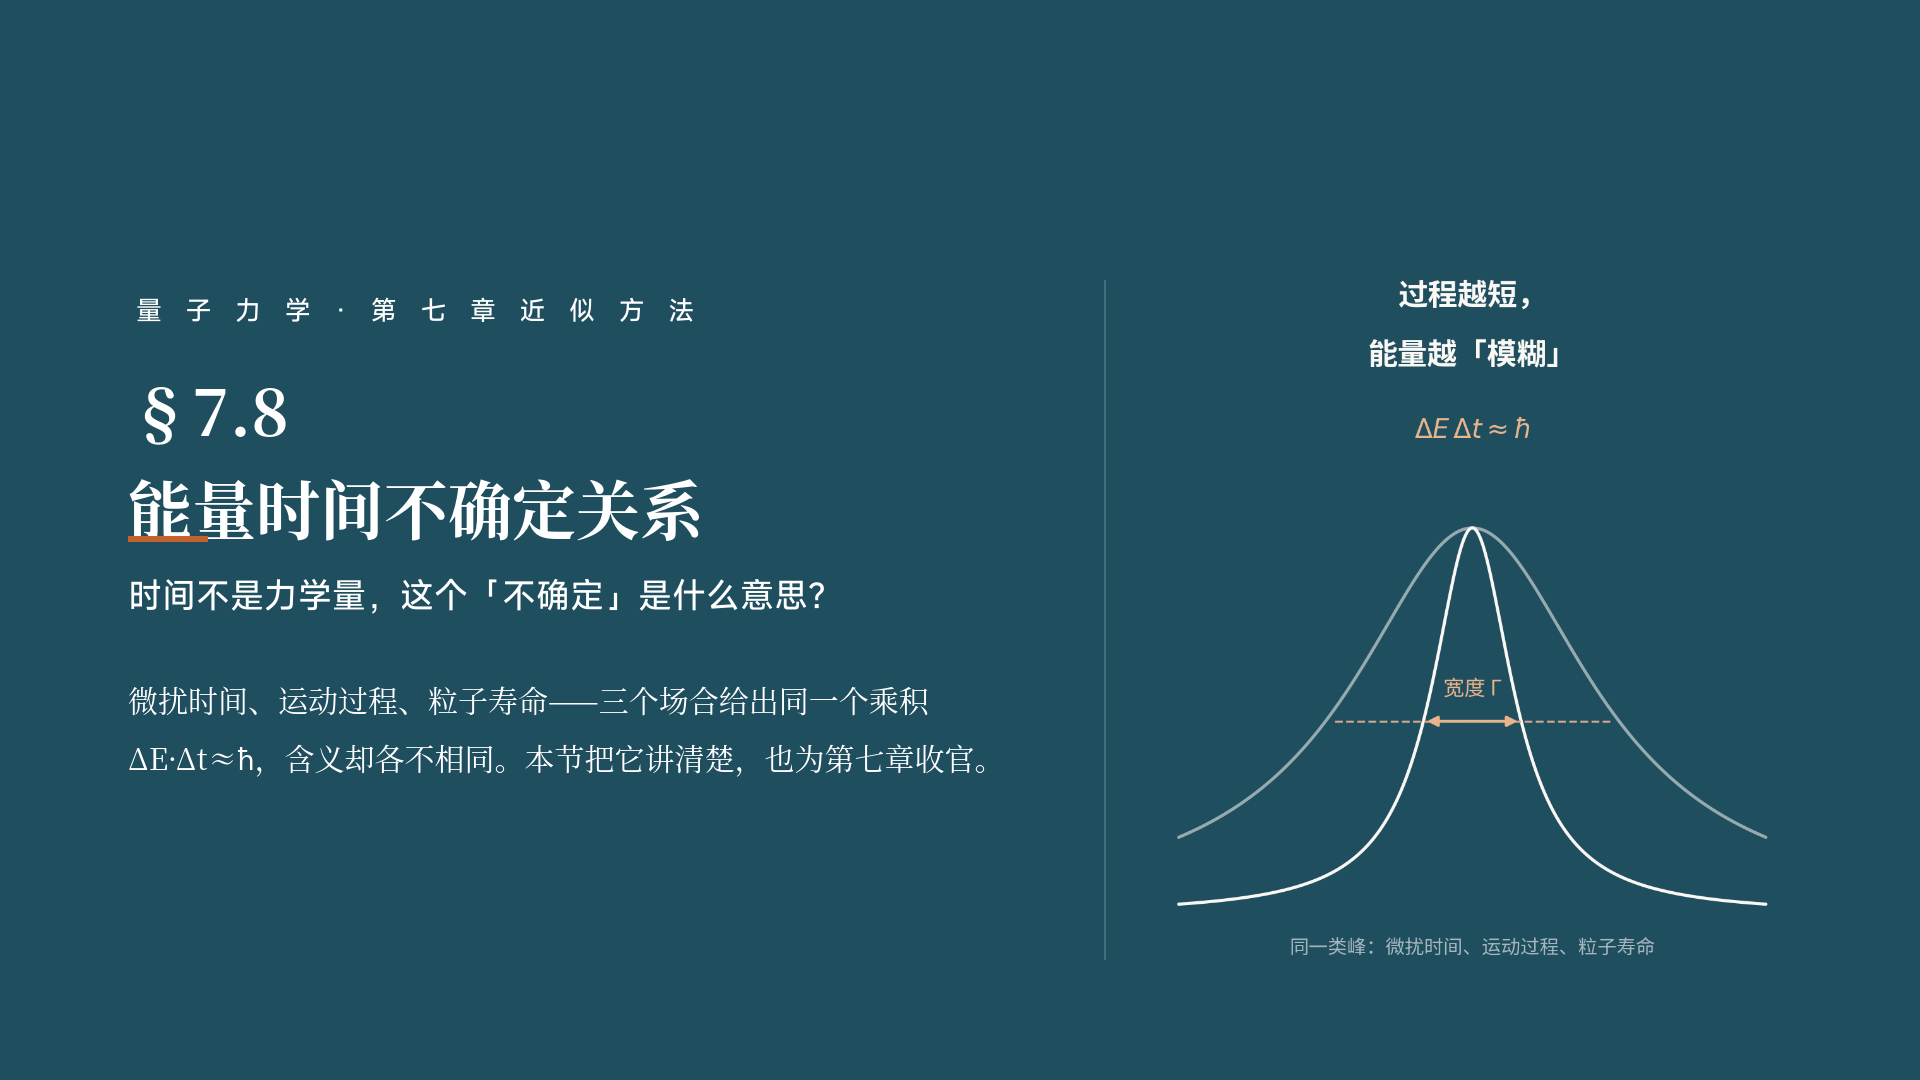 量子力学·第七章近似方法
§7.8
能量时间不确定关系
时间不是力学量，这个「不确定」是什么意思？
微扰时间、运动过程、粒子寿命——三个场合给出同一个乘积
ΔE·Δt≈ħ，含义却各不相同。本节把它讲清楚，也为第七章收官。
过程越短，
能量越「模糊」
ΔE Δt ≈ ħ
宽度 Γ
同一类峰：微扰时间、运动过程、粒子寿命